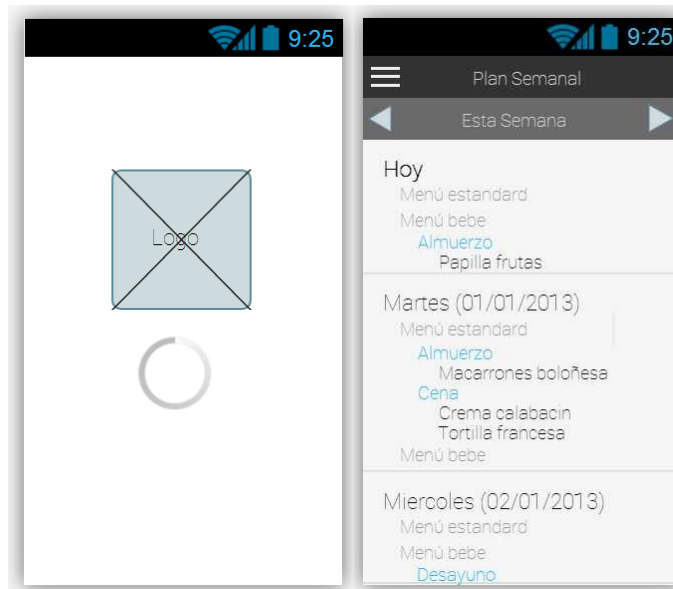 9:25
Logo
9:25
Plan Semanal
Esta Semana
Hoy
Menú estandard
Menú bebe
Almuerzo
Papilla frutas
Martes (01/01/2013)
Menú estandard
Almuerzo
Macarrones boloñesa
Cena
Crema calabacin
Tortilla francesa
Menú bebe
Miercoles (02/01/2013)
Menú estandard
Menú bebe
Desayuno